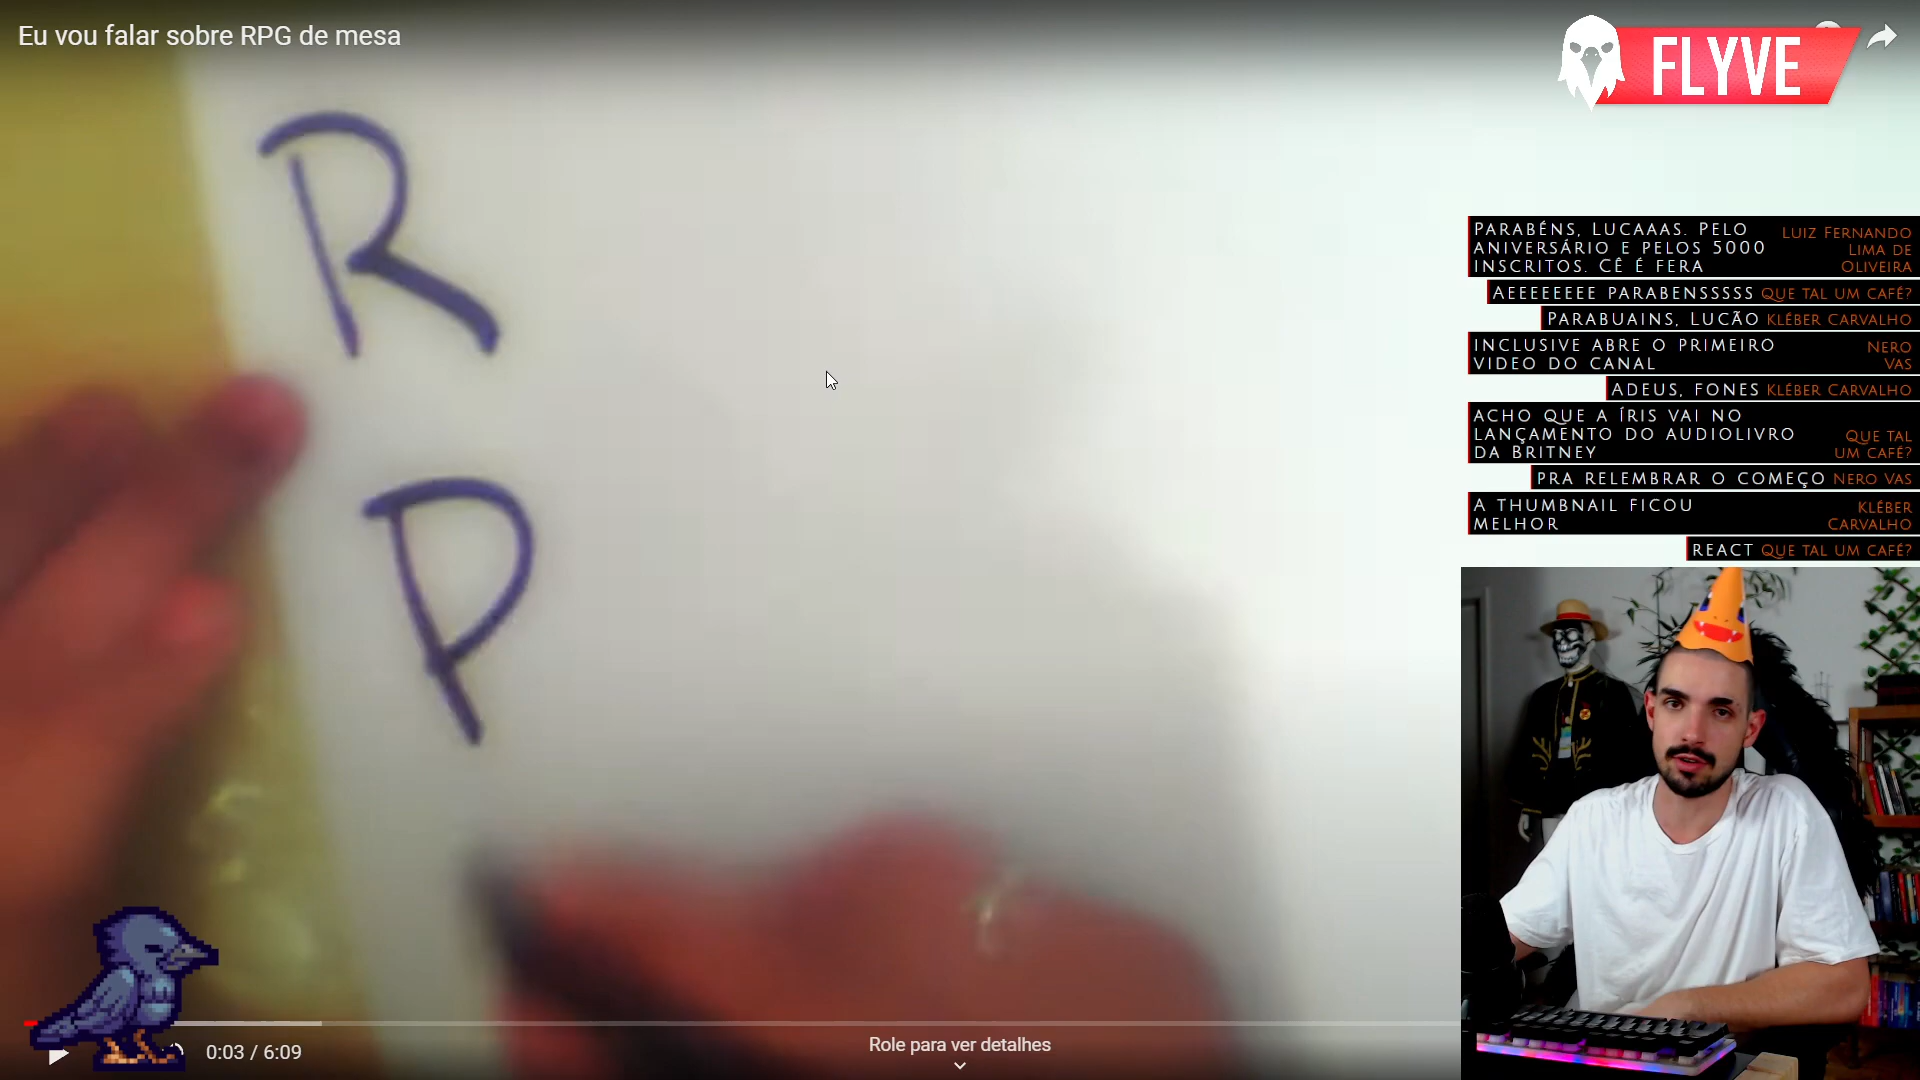 Eu vou falar sobre RPG de mesa
FLYVE
R
P
PARABÉNS, LUCAAAS. PELO
ANIVERSÁRIO E PELOS 5000
INSCRITOS. CÊ É FERA
LUIZ FERNANDO
LIMA DE
OLIVEIRA
AEEEEEEEE PARABENSSSSS QUE TAL UM CAFÉ?
PARABUAINS, LUCÃO KLÉBER CARVALHO
INCLUSIVE ABRE O PRIMEIRO
VIDEO DO CANAL
NERO
VAS
ADEUS, FONES KLÉBER CARVALHO
ACHO QUE A ÍRIS VAI NO
LANÇAMENTO DO AUDIOLIVRO
DA BRITNEY
QUE TAL
UM CAFÉ?
PRA RELEMBRAR O COMEÇO NERO VAS
A THUMBNAIL FICOU
MELHOR
KLÉBER
CARVALHO
REACT QUE TAL UM CAFÉ?
0:03 / 6:09
Role para ver detalhes